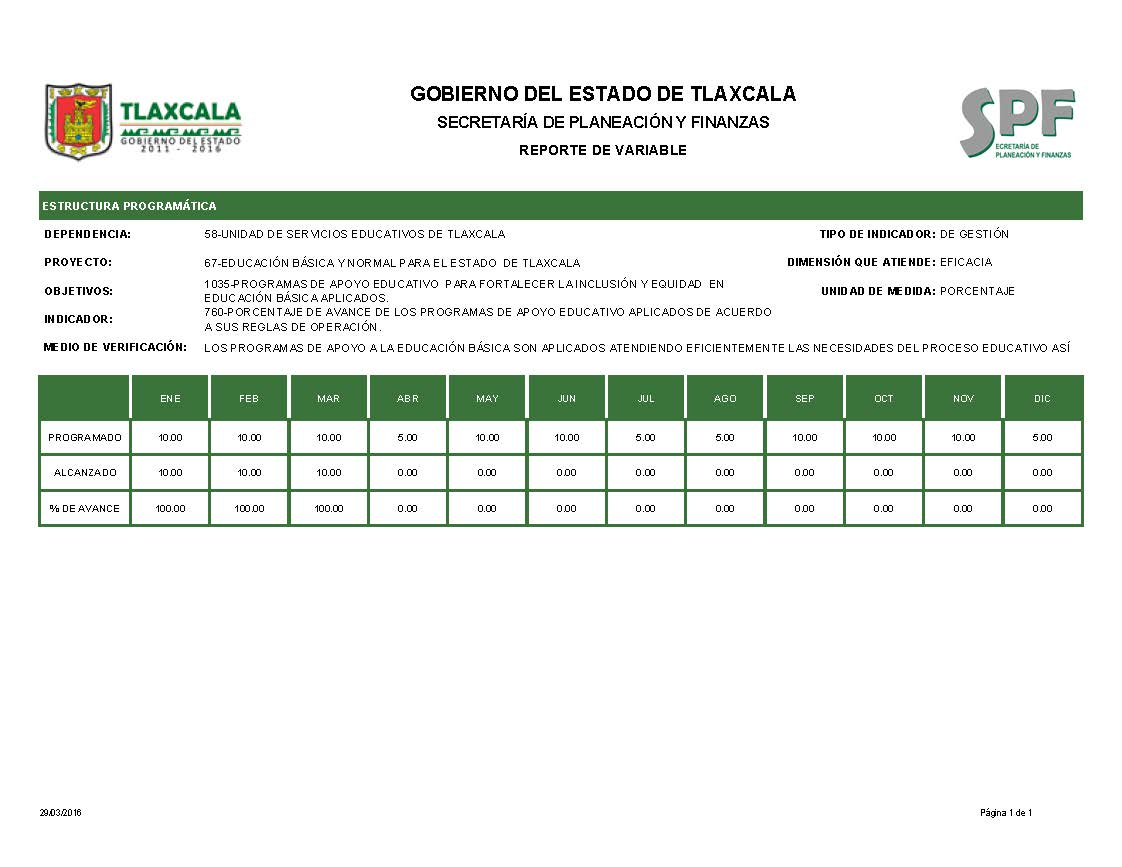 TLAXCALA
GOBIERNO DEL ESTADO
2011 - 2016
GOBIERNO DEL ESTADO DE TLAXCALA
SECRETARÍA DE PLANEACIÓN Y FINANZAS
REPORTE DE VARIABLE
SPF
ECRETARÍA DE
PLANEACIÓN Y FINANZAS
ESTRUCTURA PROGRAMÁTICA
DEPENDENCIA: 58-UNIDAD DE SERVICIOS EDUCATIVOS DE TLAXCALA TIPO DE INDICADOR: DE GESTIÓN
PROYECTO: 67-EDUCACIÓN BÁSICA Y NORMAL PARA EL ESTADO DE TLAXCALA DIMENSIÓN QUE ATIENDE: EFICACIA
OBJETIVOS: 1035-PROGRAMAS DE APOYO EDUCATIVO PARA FORTALECER LA INCLUSIÓN Y EQUIDAD EN
EDUCACIÓN BÁSICA APLICADOS. UNIDAD DE MEDIDA: PORCENTAJE
INDICADOR: 760-PORCENTAJE DE AVANCE DE LOS PROGRAMAS DE APOYO EDUCATIVO APLICADOS DE ACUERDO
A SUS REGLAS DE OPERACIÓN.
MEDIO DE VERIFICACIÓN: LOS PROGRAMAS DE APOYO A LA EDUCACIÓN BÁSICA SON APLICADOS ATENDIENDO EFICIENTEMENTE LAS NECESIDADES DEL PROCESO EDUCATIVO ASÍ
ENE FEB MAR ABR MAY JUN JUL AGO SEP OCT NOV DIC
PROGRAMADO 10.00 10.00 10.00 5.00 10.00 10.00 5.00 5.00 10.00 10.00 10.00 5.00
ALCANZADO 10.00 10.00 10.00 0.00 0.00 0.00 0.00 0.00 0.00 0.00 0.00 0.00
% DE AVANCE 100.00 100.00 100.00 0.00 0.00 0.00 0.00 0.00 0.00 0.00 0.00 0.00
29/03/2016 Página 1 de 1